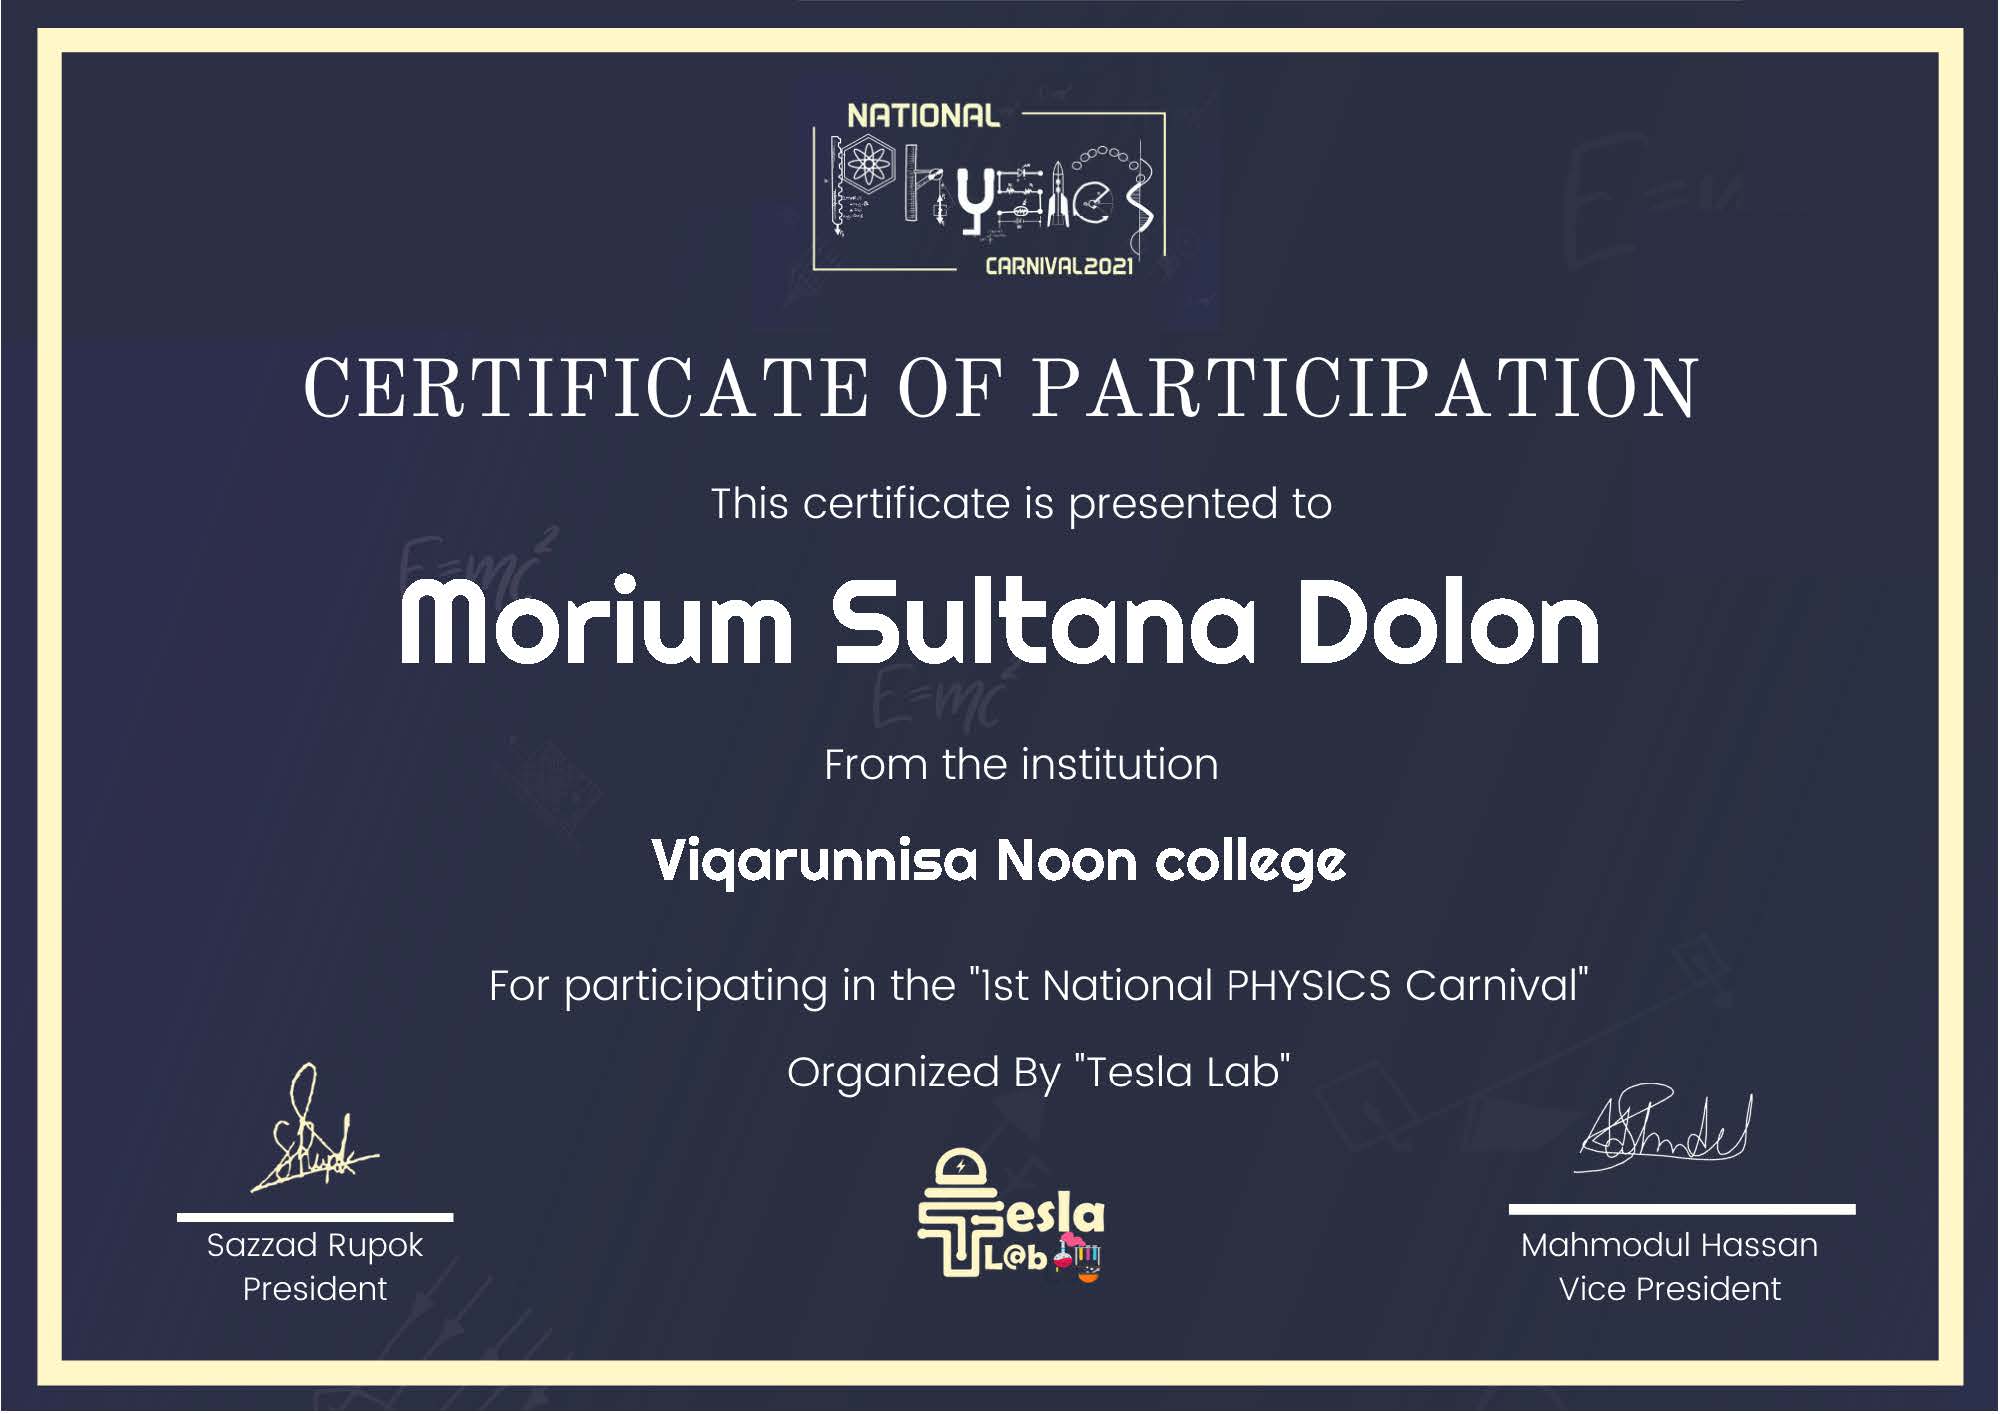 NATIONAL
Physics
CARNIVAL2021
CERTIFICATE OF PARTICIPATION
This certificate is presented to
E=mc²
Morium Sultana Dolon
E=mc²
From the institution
Viqarunnisa Noon college
For participating in the "1st National PHYSICS Carnival"
Organized By "Tesla Lab"
Tesla
L@b
Sazzad Rupok
President
Mahmodul Hassan
Vice President